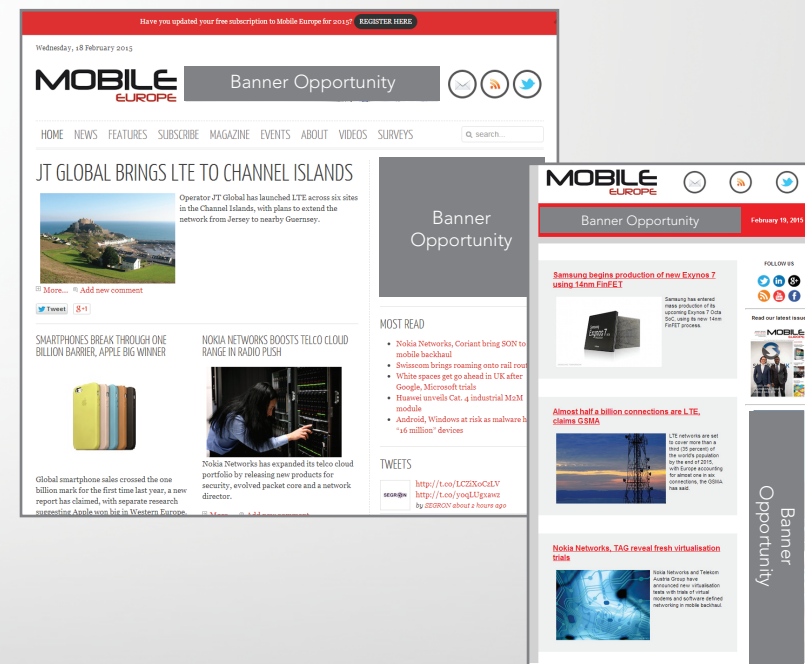 Have you updated your free subscription to Mobile Europe for 2015? REGISTER HERE
Wednesday, 18 February 2015
MOBILE
EUROPE
Banner Opportunity
HOME NEWS FEATURES SUBSCRIBE MAGAZINE EVENTS ABOUT VIDEOS SURVEYS
search...
JT GLOBAL BRINGS LTE TO CHANNEL ISLANDS
Operator JT Global has launched LTE across six sites
in the Channel Islands, with plans to extend the
network from Jersey to nearby Guernsey.
More... Add new comment
Tweet g+1
Banner
Opportunity
SMARTPHONES BREAK THROUGH ONE
BILLION BARRIER, APPLE BIG WINNER
Global smartphone sales crossed the one
billion mark for the first time last year, a new
report has claimed, with separate research
suggesting Apple won big in Western Europe.
NOKIA NETWORKS BOOSTS TELCO CLOUD
RANGE IN RADIO PUSH
Nokia Networks has expanded its telco cloud
portfolio by releasing new products for
security, evolved packet core and a network
director.
More... Add new comment
MOST READ
Nokia Networks, Coriant bring SON to
mobile backhaul
Swisscom brings roaming onto rail rout
White spaces get go ahead in UK after
Google, Microsoft trials
Huawei unveils Cat. 4 industrial M2M
module
Android, Windows at risk as malware h
"16 million" devices
TWEETS
SEGR@N
http://t.co/LCZiX0C2LV
http://t.co/yoqLUgxawz
by SEGRON about 2 hours ago
MOBILE
EUROPE
Banner Opportunity
February 19, 2015
Samsung begins production of new Exynos 7
using 14nm FinFET
Samsung has entered
mass production of its
upcoming Exynos 7 Octa
SoC, using its new 14nm
FinFET process.
Exynos 7
Almost half a billion connections are LTE,
claims GSMA
LTE networks are set
to cover more than a
third (35 percent) of
the world's population
by the end of 2015,
with Europe accounting
for almost one in six
connections, the GSMA
has said.
Nokia Networks, TAG reveal fresh virtualisation
trials
Nokia Networks and Telekom
Austria Group have
announced new virtualisation
tests with trials of virtual
modems and software defined
networking in mobile backhaul.
FOLLOW US
Read our latest issue
MOBILE
Banner
Opportunity